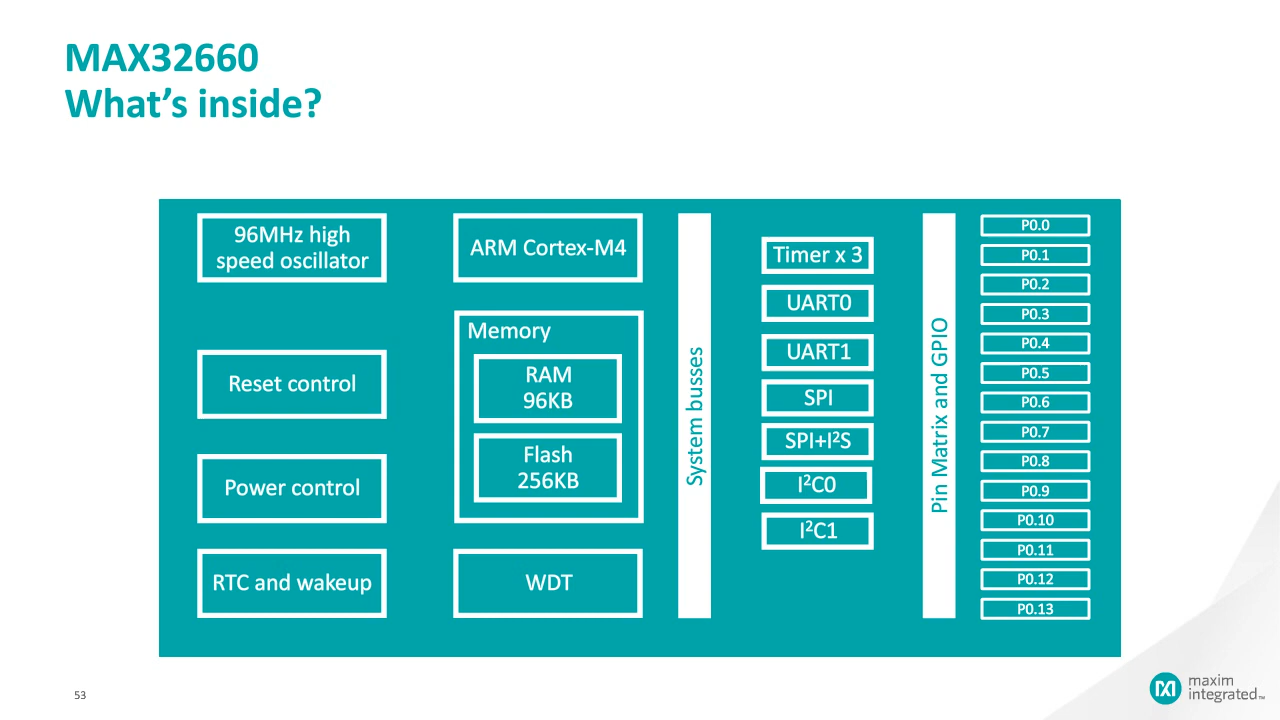 MAX32660
What’s inside?
96MHz high
speed oscillator
Reset control
Power control
RTC and wakeup
ARM Cortex-M4
Memory
RAM
96KB
Flash
256KB
WDT
System busses
Timer x 3
UART0
UART1
SPI
SPI+I²S
I²C0
I²C1
Pin Matrix and GPIO
P0.0
P0.1
P0.2
P0.3
P0.4
P0.5
P0.6
P0.7
P0.8
P0.9
P0.10
P0.11
P0.12
P0.13
53
maxim
integrated™